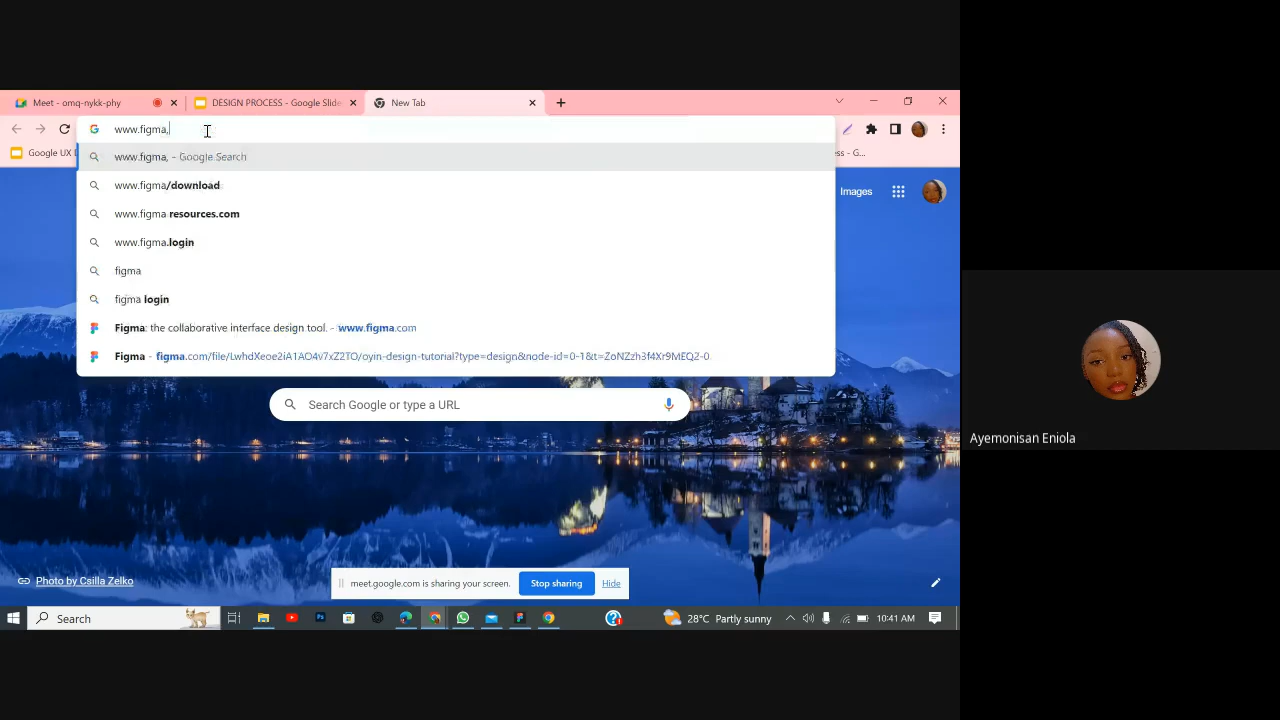 Meet - omq-nykk-phy
DESIGN PROCESS - Google Slide
New Tab
www.figma,
Google UX
ss - G...
www.figma, - Google Search
www.figma/download
www.figma resources.com
www.figma.login
figma
figma login
Figma: the collaborative interface design tool. - www.figma.com
Figma - figma.com/file/LwhdXeoe2iA1AO4v7xZ2TO/oyin-design-tutorial?type=design&node-id=0-1&t=ZoNZzh3f4Xr9MEQ2-0
Images
Search Google or type a URL
Ayemonisan Eniola
Photo by Csilla Zelko
meet.google.com is sharing your screen.
Stop sharing
Hide
Search
28°C Partly sunny
10:41 AM